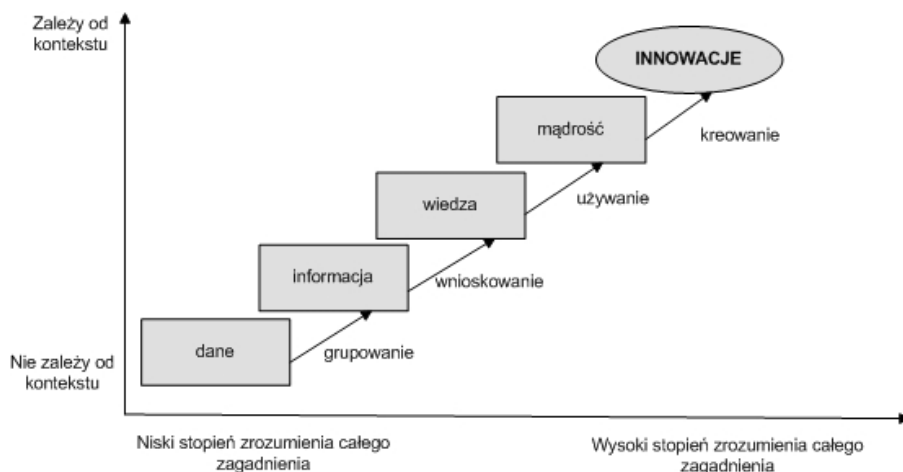 Zależy od
kontekstu
INNOWACJE
mądrość
kreowanie
wiedza
używanie
informacja
wnioskowanie
dane
grupowanie
Nie zależy od
kontekstu
Niski stopień zrozumienia całego
zagadnienia
Wysoki stopień zrozumienia całego
zagadnienia